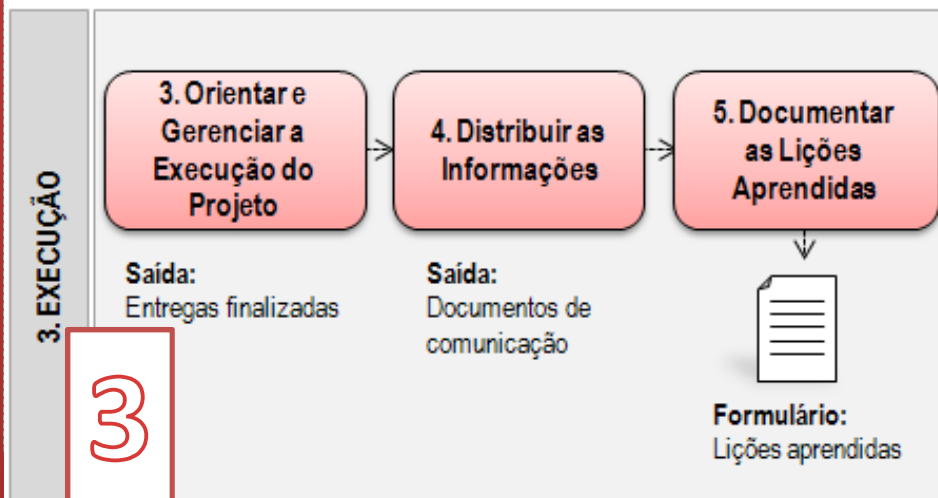 3. EXECUÇÃO
3. Orientar e
Gerenciar a
Execução do
Projeto
4. Distribuir as
Informações
5. Documentar
as Lições
Aprendidas
Saída:
Entregas finalizadas
Saída:
Documentos de
comunicação
Formulário:
Lições aprendidas
3